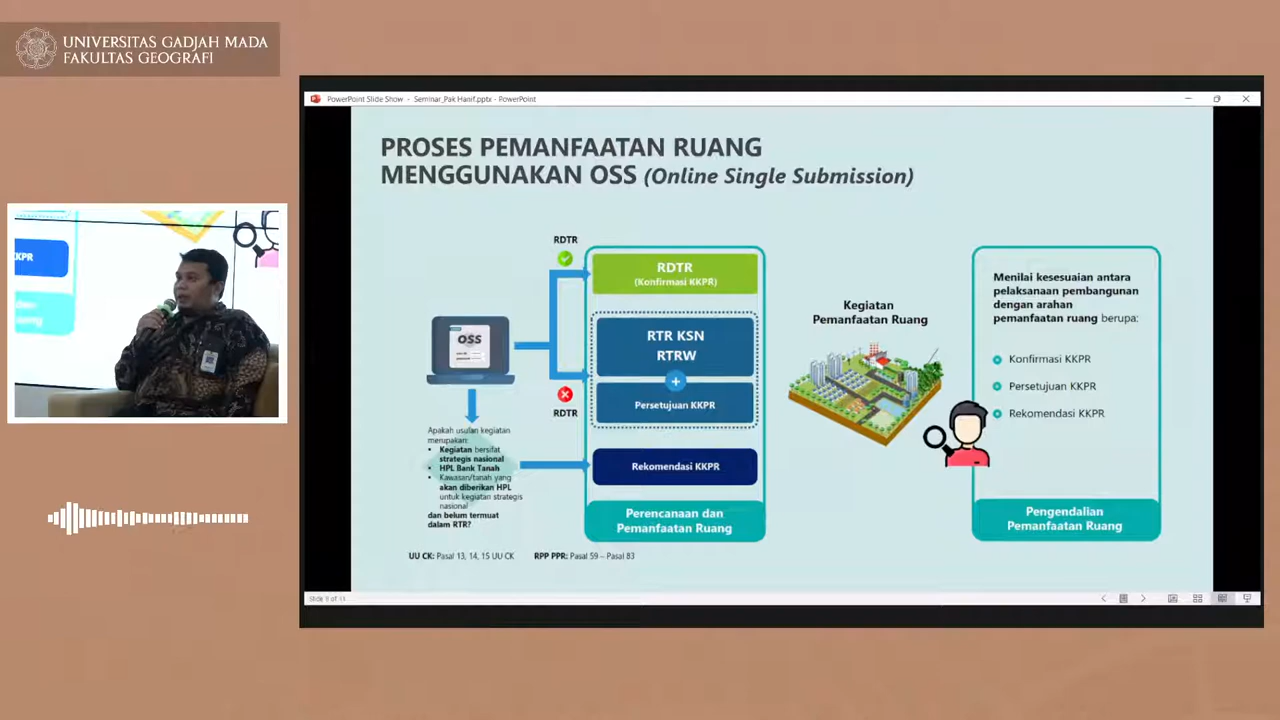 UNIVERSITAS GADJAH MADA
FAKULTAS GEOGRAFI
PowerPoint Slide Show - Seminar_Pak Hanif.pptx - PowerPoint
PROSES PEMANFAATAN RUANG
MENGGUNAKAN OSS (Online Single Submission)
RDTR
OSS
RDTR
Apakah usulan kegiatan
merupakan:
• Kegiatan bersifat
strategis nasional
• HPL Bank Tanah
• Kawasan/tanah yang
akan diberikan HPL
untuk kegiatan strategis
nasional
dan belum termuat
dalam RTR?
RDTR
(Konfirmasi KKPR)
RTR KSN
RTRW
+
Persetujuan KKPR
Rekomendasi KKPR
Perencanaan dan
Pemanfaatan Ruang
Kegiatan
Pemanfaatan Ruang
Menilai kesesuaian antara
pelaksanaan pembangunan
dengan arahan
pemanfaatan ruang berupa:
Konfirmasi KKPR
Persetujuan KKPR
Rekomendasi KKPR
Pengendalian
Pemanfaatan Ruang
UU CK: Pasal 13, 14, 15 UU CK RPP PPR: Pasal 59 – Pasal 83
Slide 9 of 11
KPR